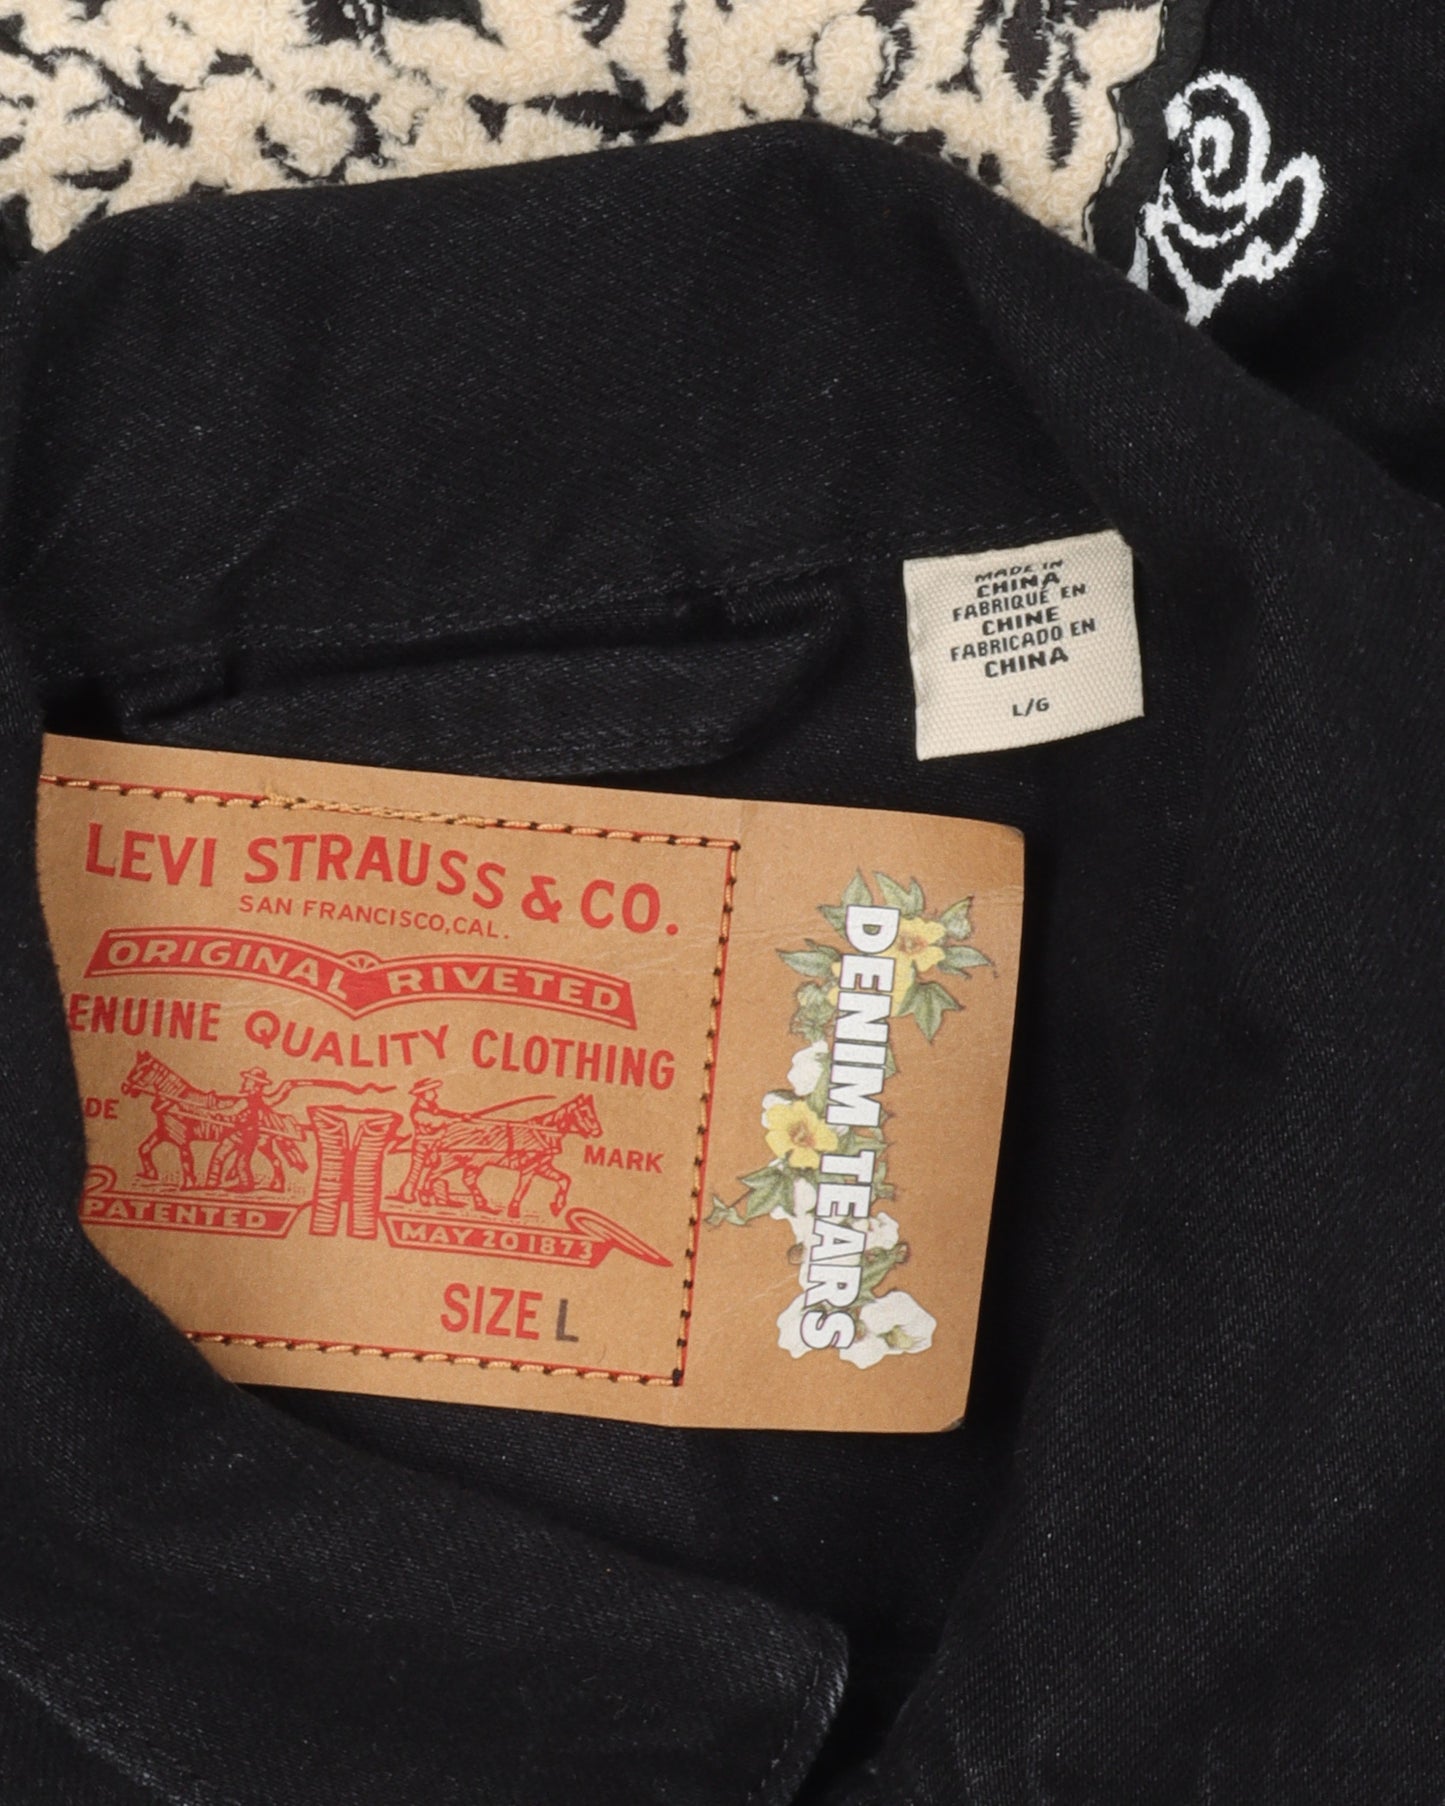 MADE IN
CHINA
FABRIQUÉ EN
CHINE
FABRICADO EN
CHINA
L/G
LEVI STRAUSS & CO.
SAN FRANCISCO, CAL.
ORIGINAL RIVETED
ENUINE QUALITY CLOTHING
DE MARK
PATENTED MAY 20 1873
SIZE L
DENIM TEARS